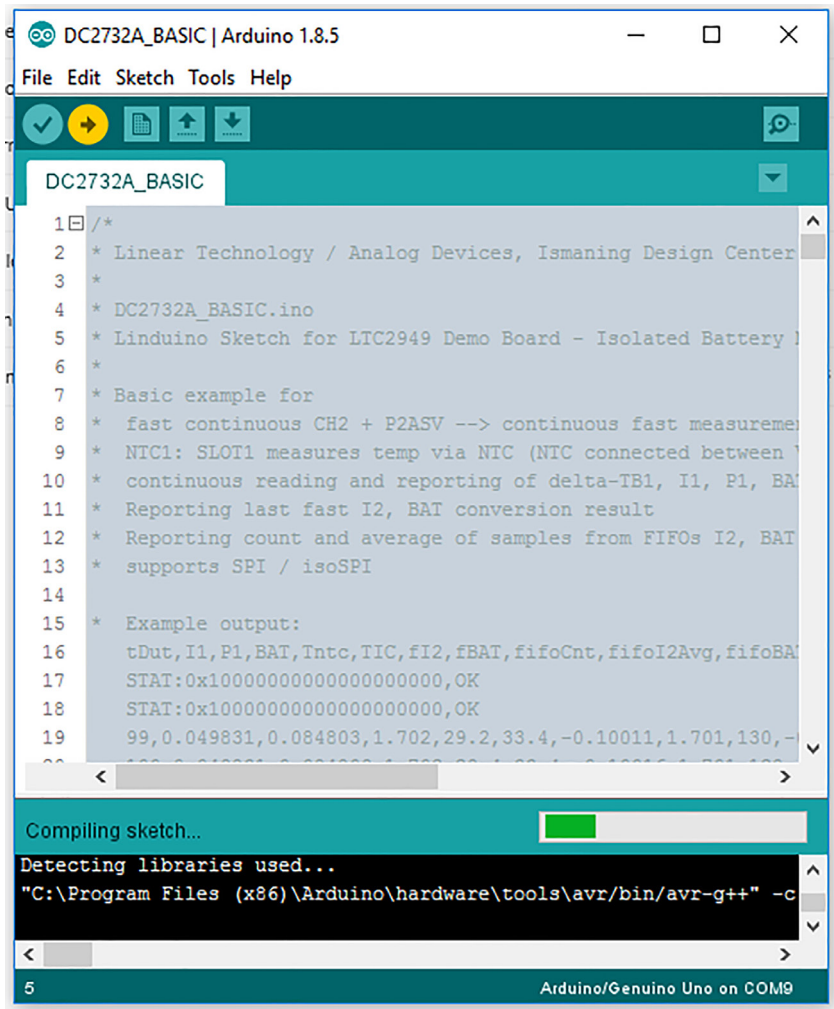 DC2732A_BASIC | Arduino 1.8.5
File Edit Sketch Tools Help
DC2732A_BASIC
1 /*
2 * Linear Technology / Analog Devices, Ismaning Design Center
3 *
4 * DC2732A_BASIC.ino
5 * Linduino Sketch for LTC2949 Demo Board - Isolated Battery
6 *
7 * Basic example for
8 * fast continuous CH2 + P2ASV --> continuous fast measuremen
9 * NTC1: SLOT1 measures temp via NTC (NTC connected between
10 * continuous reading and reporting of delta-TB1, I1, P1, BA
11 * Reporting last fast I2, BAT conversion result
12 * Reporting count and average of samples from FIFOs I2, BAT
13 * supports SPI / isoSPI
14
15 * Example output:
16 tDut,I1,P1,BAT,Tntc,TIC,fI2,fBAT,fifoCnt,fifoI2Avg,fifoBA
17 STAT:0x10000000000000000000,OK
18 STAT:0x10000000000000000000,OK
19 99,0.049831,0.084803,1.702,29.2,33.4,-0.10011,1.701,130,-
Compiling sketch...
Detecting libraries used...
"C:\Program Files (x86)\Arduino\hardware\tools\avr/bin/avr-g++" -c
5 Arduino/Genuino Uno on COM9